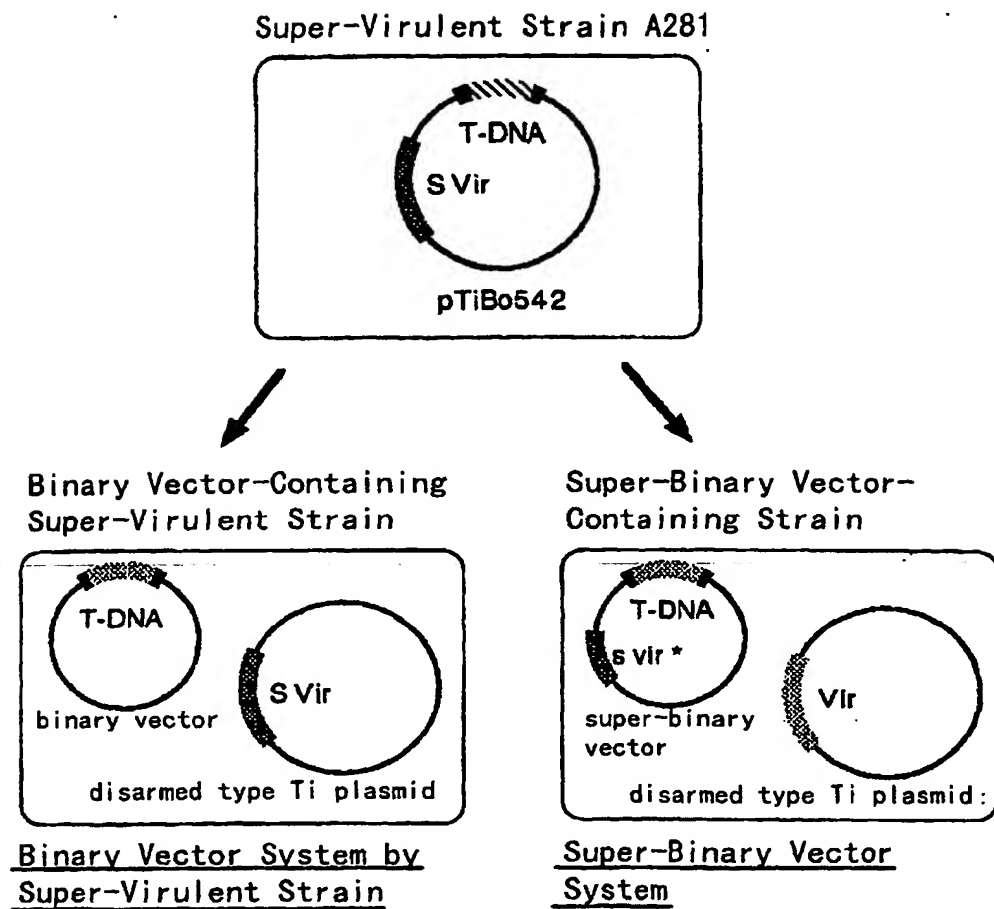 Super-Virulent Strain A281
T-DNA
S Vir
pTiBo542
Binary Vector-Containing
Super-Virulent Strain
T-DNA
S Vir
binary vector
disarmed type Ti plasmid
Binary Vector System by
Super-Virulent Strain
Super-Binary Vector-
Containing Strain
T-DNA
s vir *
Vir
super-binary
vector
disarmed type Ti plasmid:
Super-Binary Vector
System